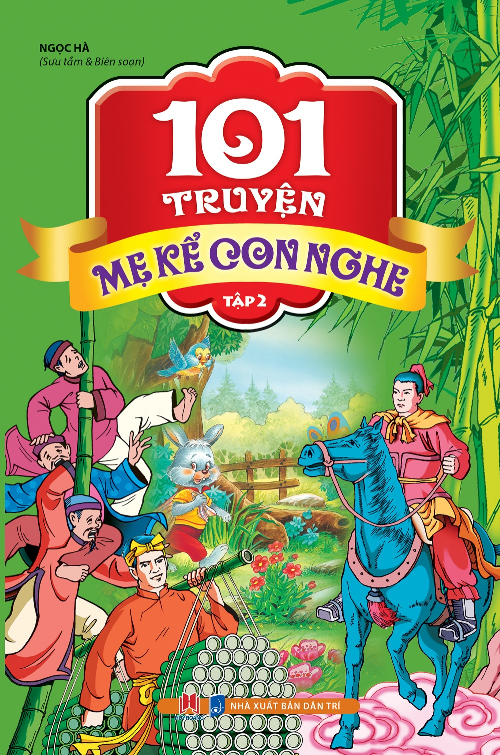 NGỌC HÀ
(Sưu tầm & Biên soạn)
101
TRUYỆN
MẸ KỂ CON NGHE
TẬP 2
NHÀ XUẤT BẢN DÂN TRÍ